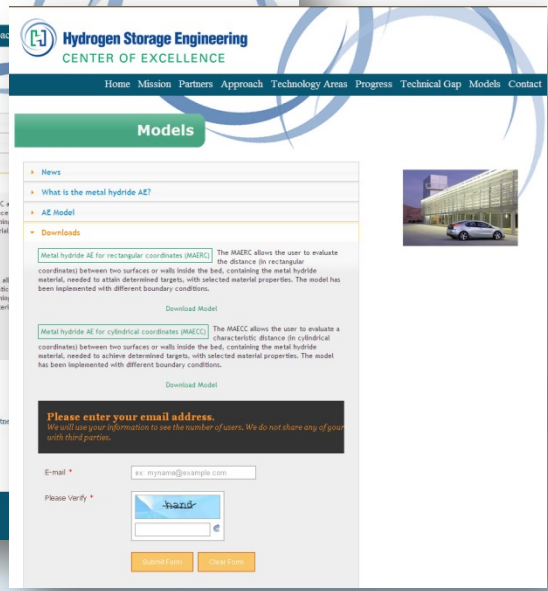 Hydrogen Storage Engineering
CENTER OF EXCELLENCE
Home Mission Partners Approach Technology Areas Progress Technical Gap Models Contact
Models
News
What is the metal hydride AE?
AE Model
Downloads
Metal hydride AE for rectangular coordinates (MAERC) The MAERC allows the user to evaluate
the distance (in rectangular
coordinates) between two surfaces or walls inside the bed, containing the metal hydride
material, needed to attain determined targets, with selected material properties. The model has
been implemented with different boundary conditions.
Download Model
Metal hydride AE for cylindrical coordinates (MAECC) The MAECC allows the user to evaluate a
characteristic distance (in cylindrical
coordinates) between two surfaces or walls inside the bed, containing the metal hydride
material, needed to achieve determined targets, with selected material properties. The model
has been implemented with different boundary conditions.
Download Model
Please enter your email address.
We will use your information to see the number of users. We do not share any of your
with third parties.
E-mail *
ex: myname@example.com
Please Verify *
hand
Submit Form Clear Form